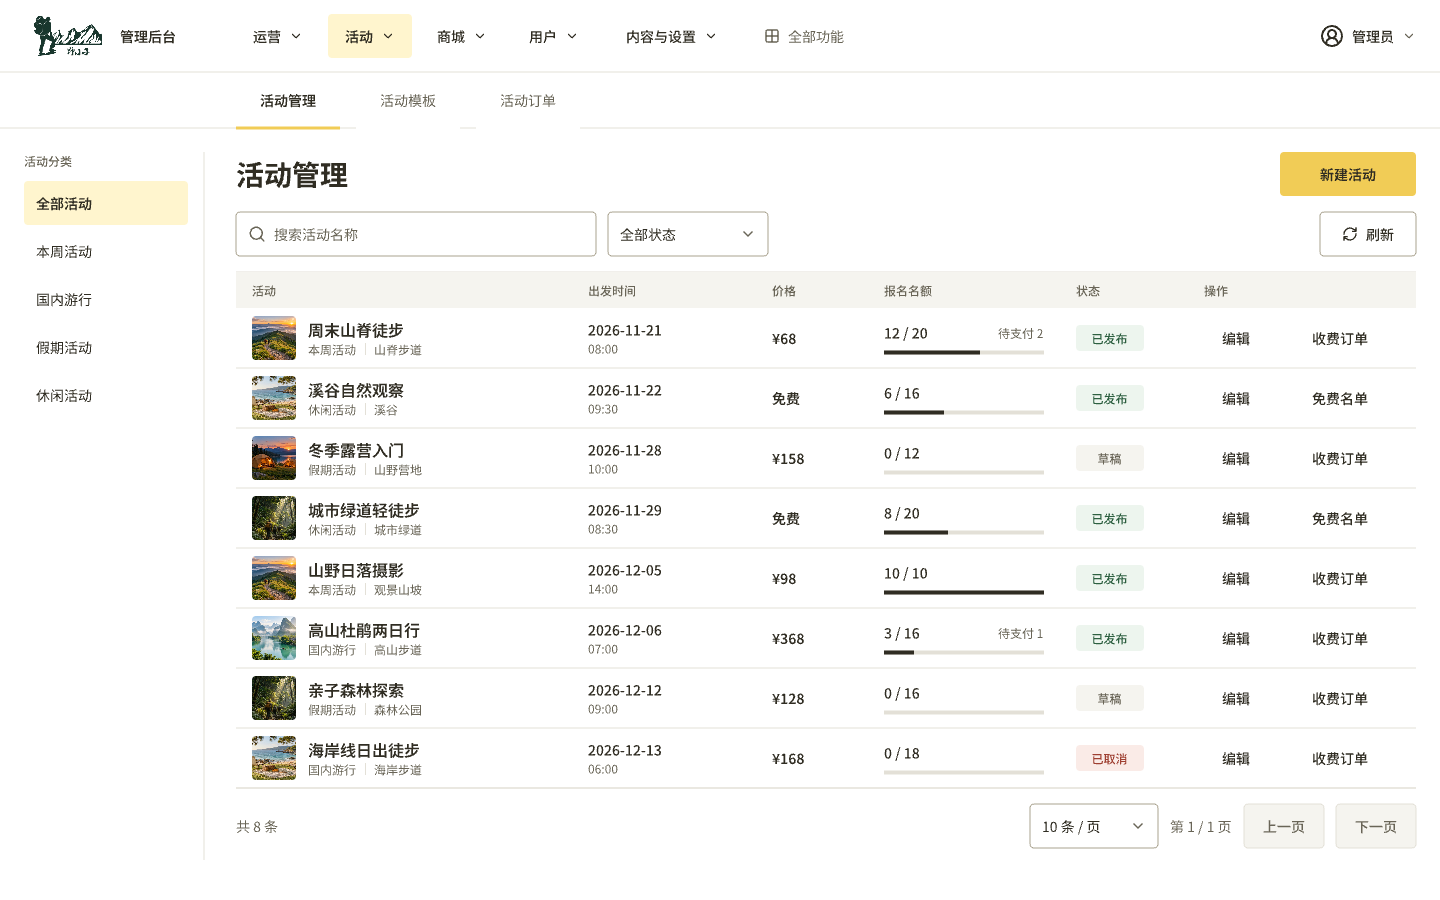 管理后台
运营
活动
商城
用户
内容与设置
全部功能
管理员
活动管理
活动模板
活动订单
活动分类
全部活动
本周活动
国内游行
假期活动
休闲活动
活动管理
新建活动
搜索活动名称
全部状态
刷新
活动 出发时间 价格 报名名额 状态 操作
周末山脊徒步
本周活动 山脊步道
2026-11-21
08:00
¥68
12 / 20 待支付 2
已发布
编辑 收费订单
溪谷自然观察
休闲活动 溪谷
2026-11-22
09:30
免费
6 / 16
已发布
编辑 免费名单
冬季露营入门
假期活动 山野营地
2026-11-28
10:00
¥158
0 / 12
草稿
编辑 收费订单
城市绿道轻徒步
休闲活动 城市绿道
2026-11-29
08:30
免费
8 / 20
已发布
编辑 免费名单
山野日落摄影
本周活动 观景山坡
2026-12-05
14:00
¥98
10 / 10
已发布
编辑 收费订单
高山杜鹃两日行
国内游行 高山步道
2026-12-06
07:00
¥368
3 / 16 待支付 1
已发布
编辑 收费订单
亲子森林探索
假期活动 森林公园
2026-12-12
09:00
¥128
0 / 16
草稿
编辑 收费订单
海岸线日出徒步
国内游行 海岸步道
2026-12-13
06:00
¥168
0 / 18
已取消
编辑 收费订单
共 8 条
10 条 / 页
第 1 / 1 页
上一页
下一页